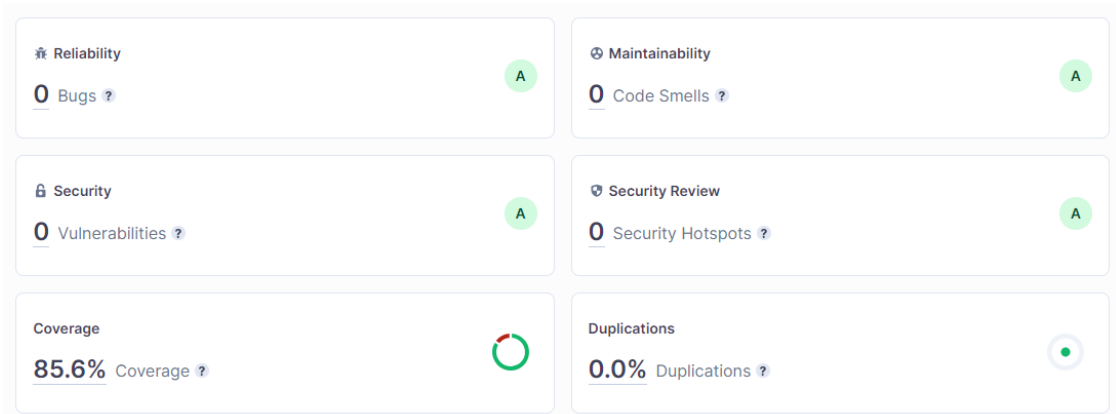 Reliability
0 Bugs ?
A
Maintainability
0 Code Smells ?
A
Security
0 Vulnerabilities ?
A
Security Review
0 Security Hotspots ?
A
Coverage
85.6% Coverage ?
Duplications
0.0% Duplications ?